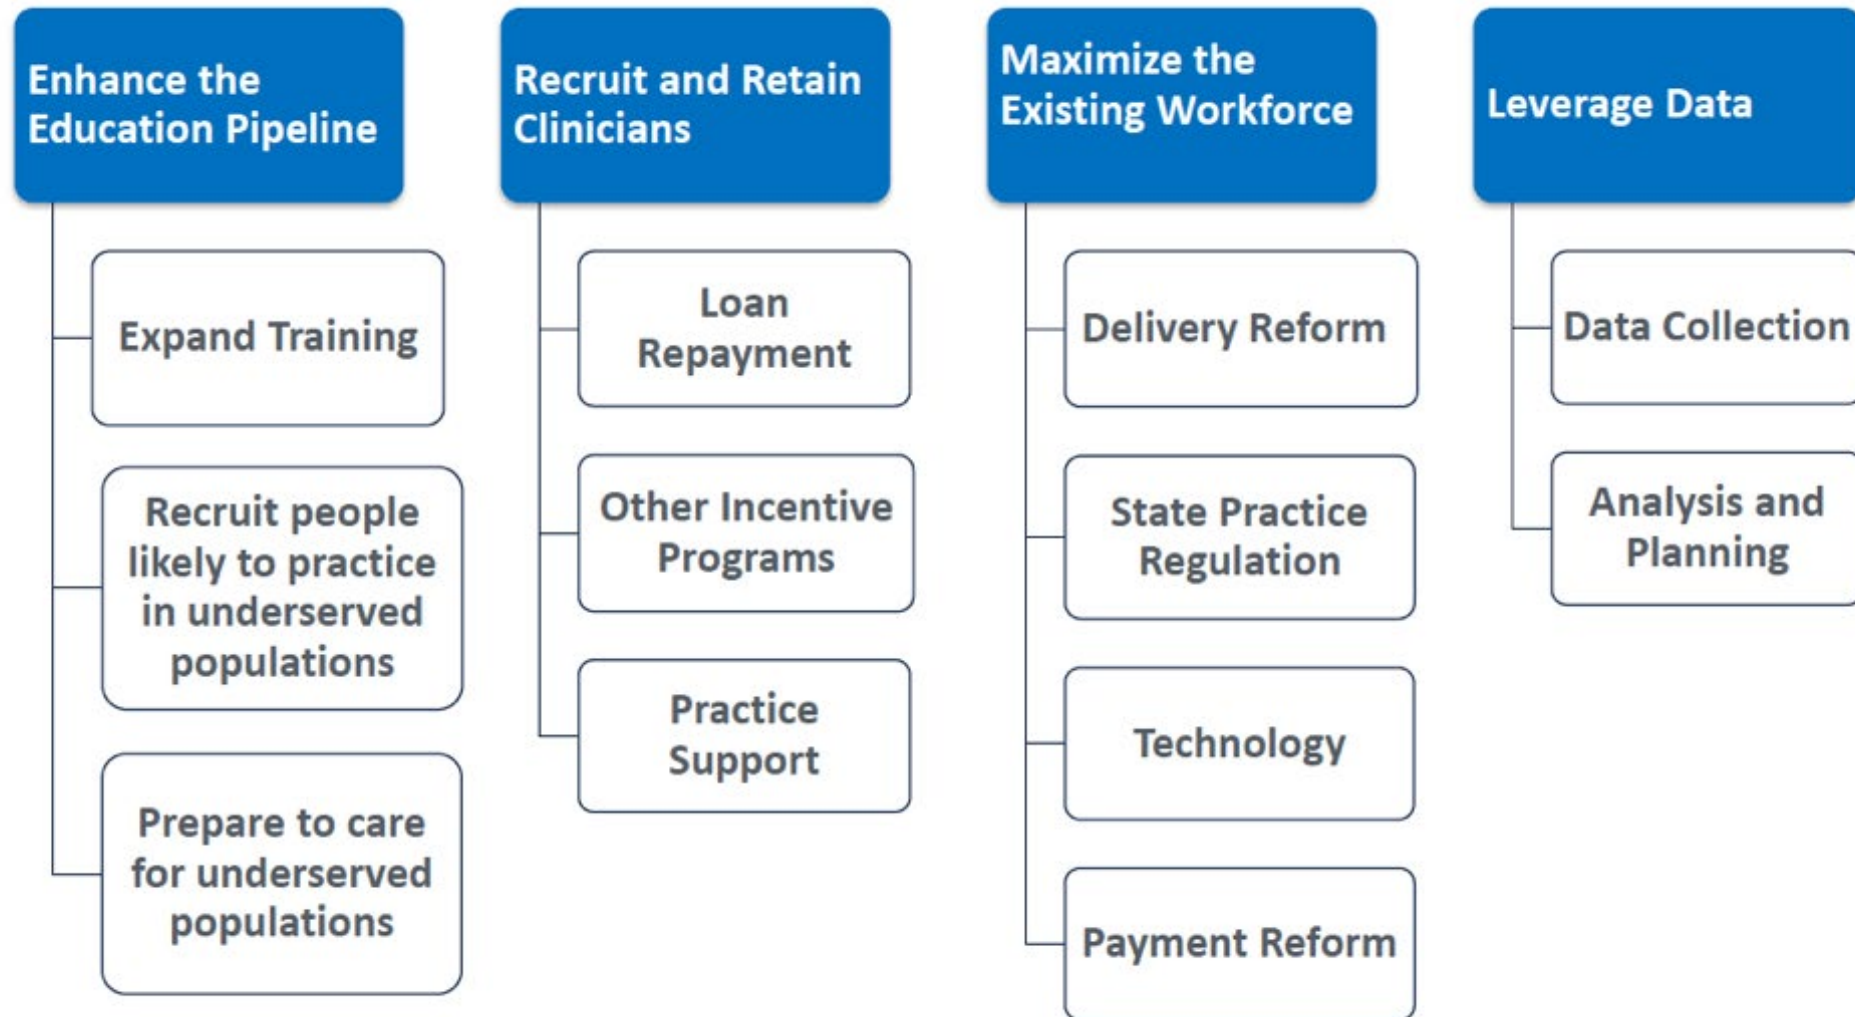 Enhance the
Education Pipeline
Expand Training
Recruit people
likely to practice
in underserved
populations
Prepare to care
for underserved
populations
Recruit and Retain
Clinicians
Loan
Repayment
Other Incentive
Programs
Practice
Support
Maximize the
Existing Workforce
Delivery Reform
State Practice
Regulation
Technology
Payment Reform
Leverage Data
Data Collection
Analysis and
Planning